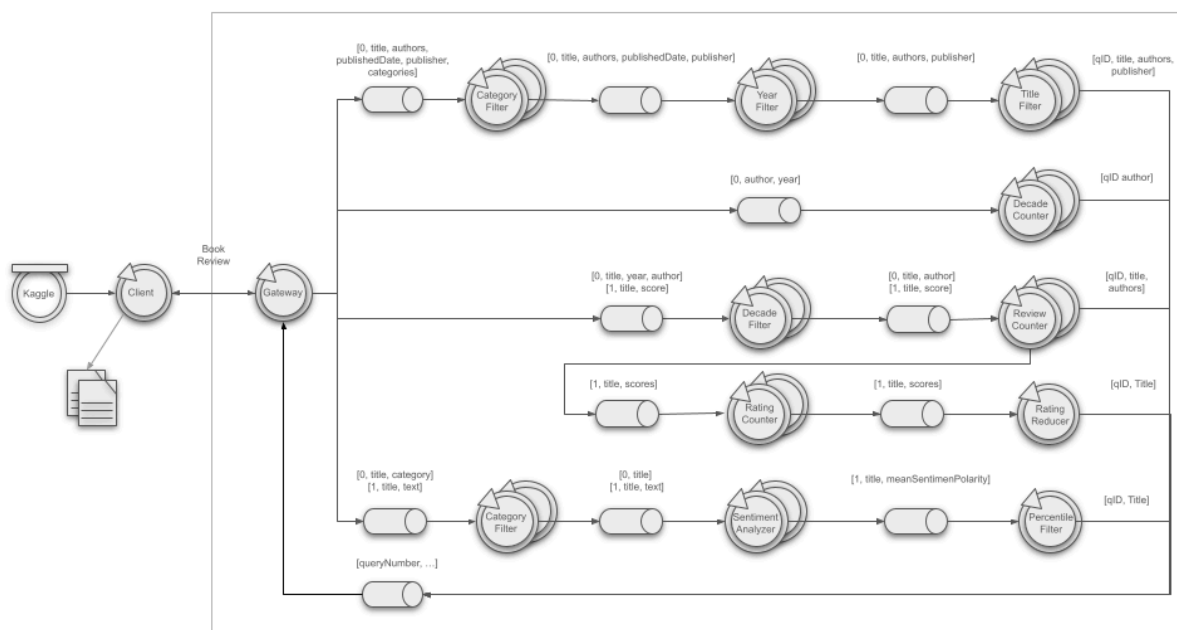 [0, title, authors,
publishedDate, publisher,
categories]
[0, title, authors, publishedDate, publisher]
[0, title, authors, publisher]
[qID, title, authors,
publisher]
Category
Filter
Year
Filter
Title
Filter
[0, author, year]
[qID author]
Decade
Counter
Book
Review
Kaggle
Client
Gateway
[0, title, year, author]
[1, title, score]
[0, title, author]
[1, title, score]
[qID, title,
authors]
Decade
Filter
Review
Counter
[1, title, scores]
[1, title, scores]
[qID, Title]
Rating
Counter
Rating
Reducer
[0, title, category]
[1, title, text]
[0, title]
[1, title, text]
[1, title, meanSentimenPolarity]
[qID, Title]
Category
Filter
Sentiment
Analyzer
Percentile
Filter
[queryNumber, ...]